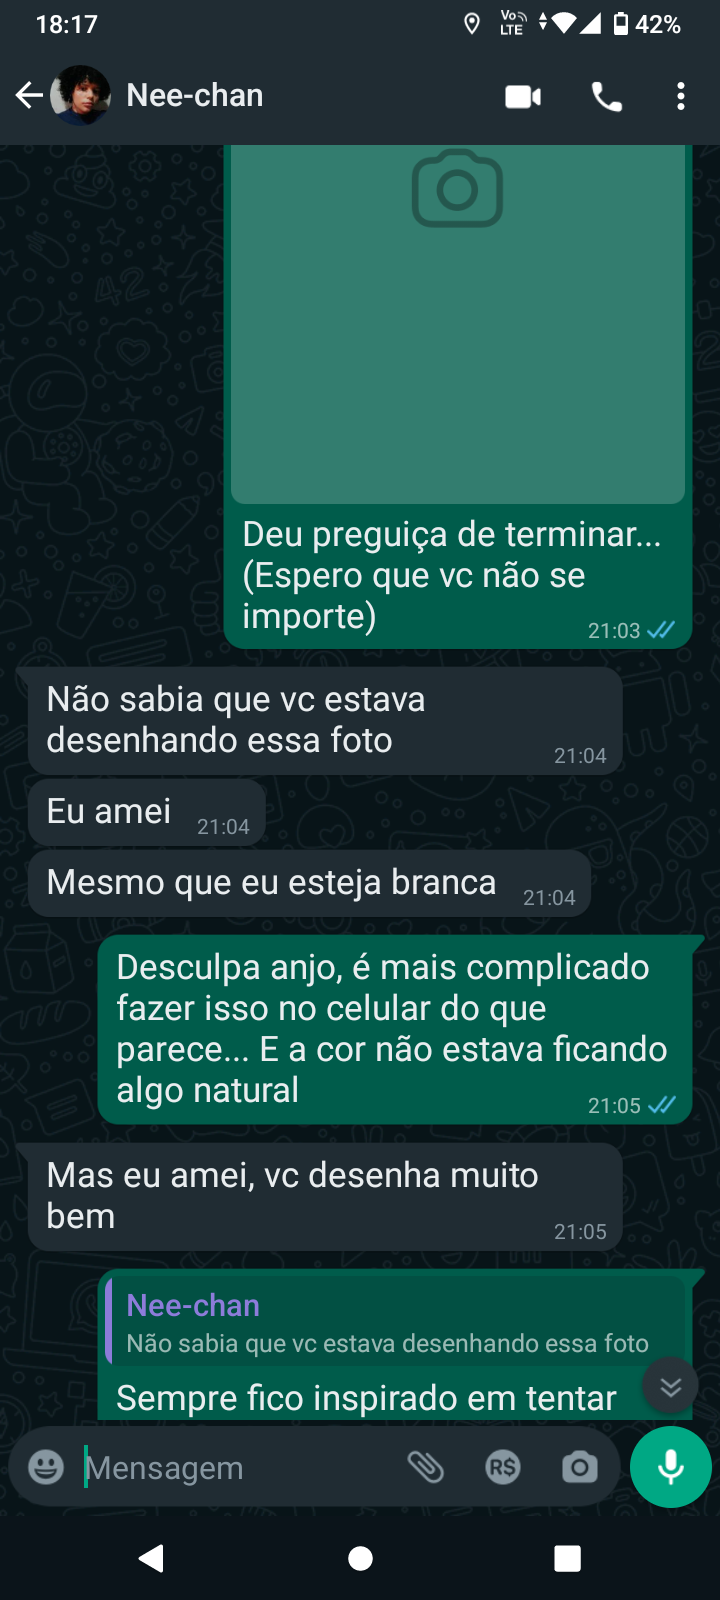 18:17
Vo
LTE
42%
Nee-chan
Deu preguiça de terminar...
(Espero que vc não se
importe)
21:03
Não sabia que vc estava
desenhando essa foto
21:04
Eu amei
21:04
Mesmo que eu esteja branca
21:04
Desculpa anjo, é mais complicado
fazer isso no celular do que
parece... E a cor não estava ficando
algo natural
21:05
Mas eu amei, vc desenha muito
bem
21:05
Nee-chan
Não sabia que vc estava desenhando essa foto
Sempre fico inspirado em tentar
Mensagem
R$